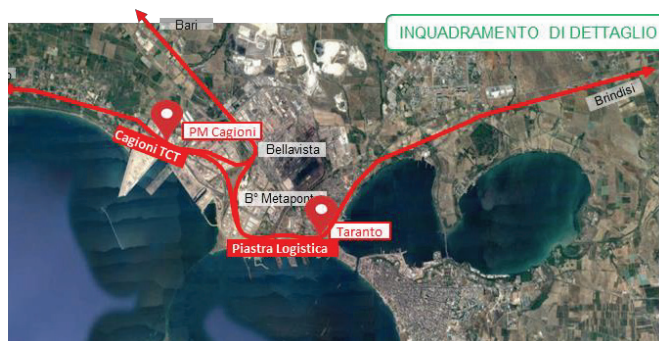 Bari
INQUADRAMENTO DI DETTAGLIO
Brindisi
PM Cagioni
Cagioni TCT
Bellavista
B° Metaponto
Taranto
Piastra Logistica